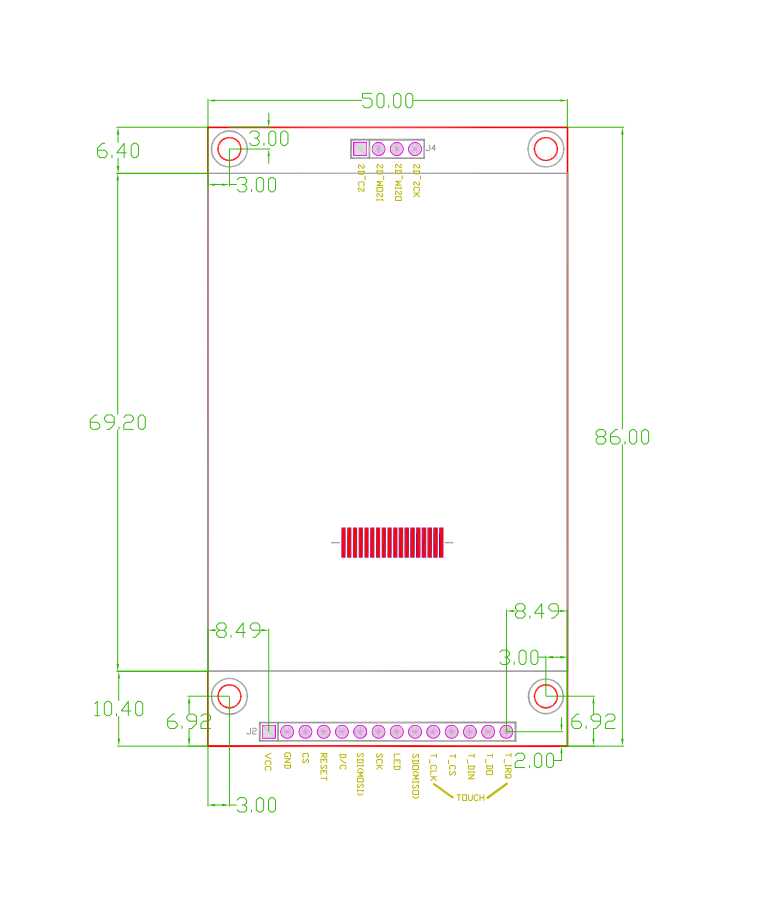 50.00
3.00
6.40
J4
3.00
SD_CS
SD_MOSI
SD_MISO
SD_SCK
69.20
86.00
8.49
8.49
3.00
10.40
6.92
6.92
J2
VCC
GND
CS
RESET
D/C
SDI(MOSI)
SCK
LED
SDO(MISO)
T_CLK
T_CS
T_DIN
T_DO
T_IRQ
2.00
TOUCH
3.00